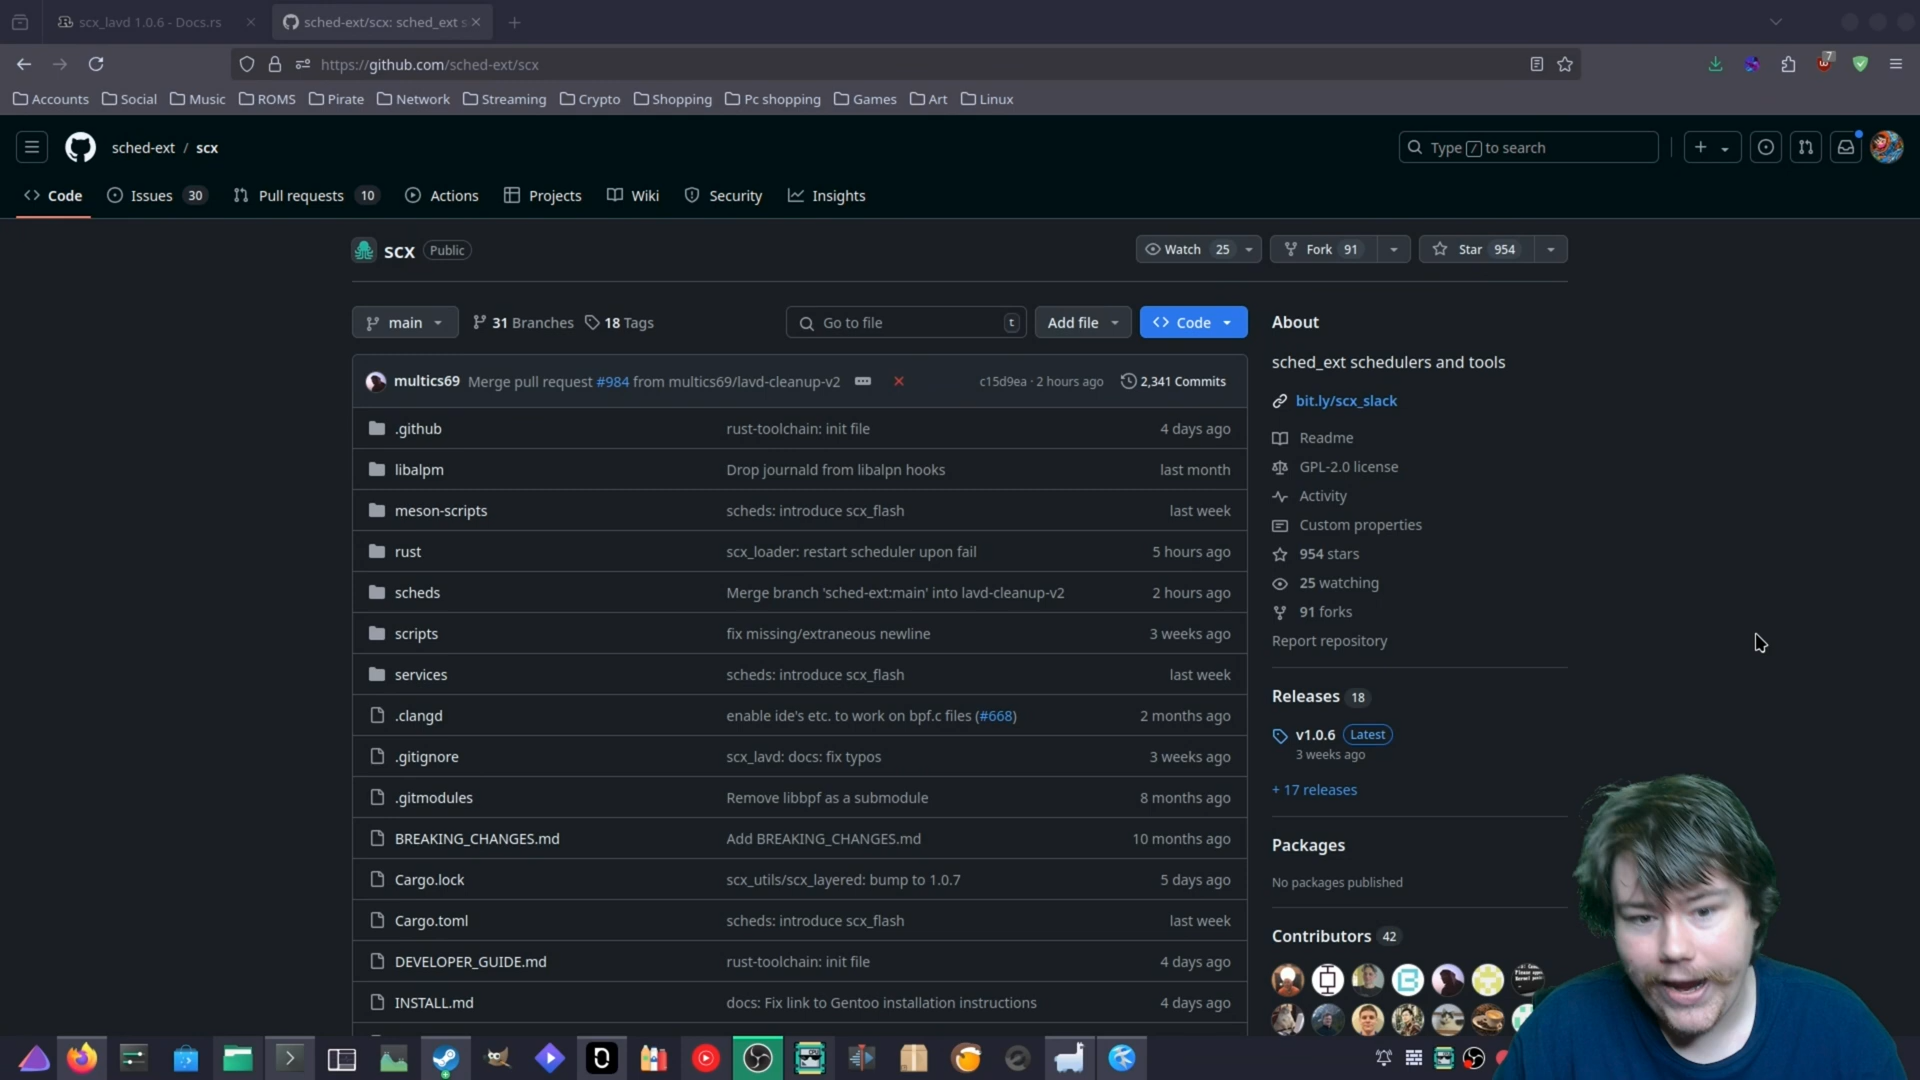 scx_lavd 1.0.6 - Docs.rs
sched-ext/scx: sched_ext s
https://github.com/sched-ext/scx
7
Accounts Social Music ROMS Pirate Network Streaming Crypto Shopping Pc shopping Games Art Linux
sched-ext / scx
Type / to search
Code Issues 30 Pull requests 10 Actions Projects Wiki Security Insights
scx Public
Watch 25 Fork 91 Star 954
main 31 Branches 18 Tags
Go to file t Add file Code
multics69 Merge pull request #984 from multics69/lavd-cleanup-v2 c15d9ea · 2 hours ago 2,341 Commits
.github rust-toolchain: init file 4 days ago
libalpm Drop journald from libalpn hooks last month
meson-scripts scheds: introduce scx_flash last week
rust scx_loader: restart scheduler upon fail 5 hours ago
scheds Merge branch 'sched-ext:main' into lavd-cleanup-v2 2 hours ago
scripts fix missing/extraneous newline 3 weeks ago
services scheds: introduce scx_flash last week
.clangd enable ide's etc. to work on bpf.c files (#668) 2 months ago
.gitignore scx_lavd: docs: fix typos 3 weeks ago
.gitmodules Remove libbpf as a submodule 8 months ago
BREAKING_CHANGES.md Add BREAKING_CHANGES.md 10 months ago
Cargo.lock scx_utils/scx_layered: bump to 1.0.7 5 days ago
Cargo.toml scheds: introduce scx_flash last week
DEVELOPER_GUIDE.md rust-toolchain: init file 4 days ago
INSTALL.md docs: Fix link to Gentoo installation instructions 4 days ago
About
sched_ext schedulers and tools
bit.ly/scx_slack
Readme
GPL-2.0 license
Activity
Custom properties
954 stars
25 watching
91 forks
Report repository
Releases 18
v1.0.6 Latest
3 weeks ago
+ 17 releases
Packages
No packages published
Contributors 42